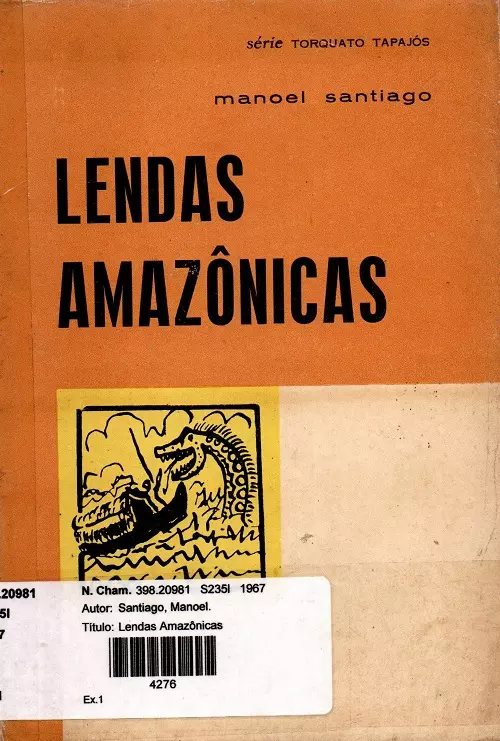 série TORQUATO TAPAJÓS
manoel santiago
LENDAS
AMAZÔNICAS
.20981
5l
7
N. Cham. 398.20981 S235l 1967
Autor: Santiago, Manoel.
Título: Lendas Amazônicas
4276
Ex.1